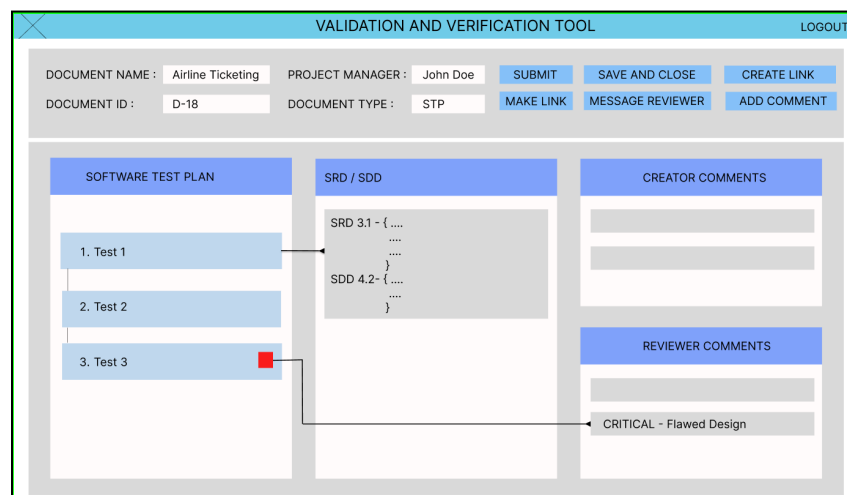 VALIDATION AND VERIFICATION TOOL
LOGOUT
DOCUMENT NAME :
Airline Ticketing
PROJECT MANAGER :
John Doe
SUBMIT
SAVE AND CLOSE
CREATE LINK
DOCUMENT ID :
D-18
DOCUMENT TYPE :
STP
MAKE LINK
MESSAGE REVIEWER
ADD COMMENT
SOFTWARE TEST PLAN
1. Test 1
2. Test 2
3. Test 3
SRD / SDD
SRD 3.1 - { ....
....
....
}
SDD 4.2- { ....
....
}
CREATOR COMMENTS
REVIEWER COMMENTS
CRITICAL - Flawed Design